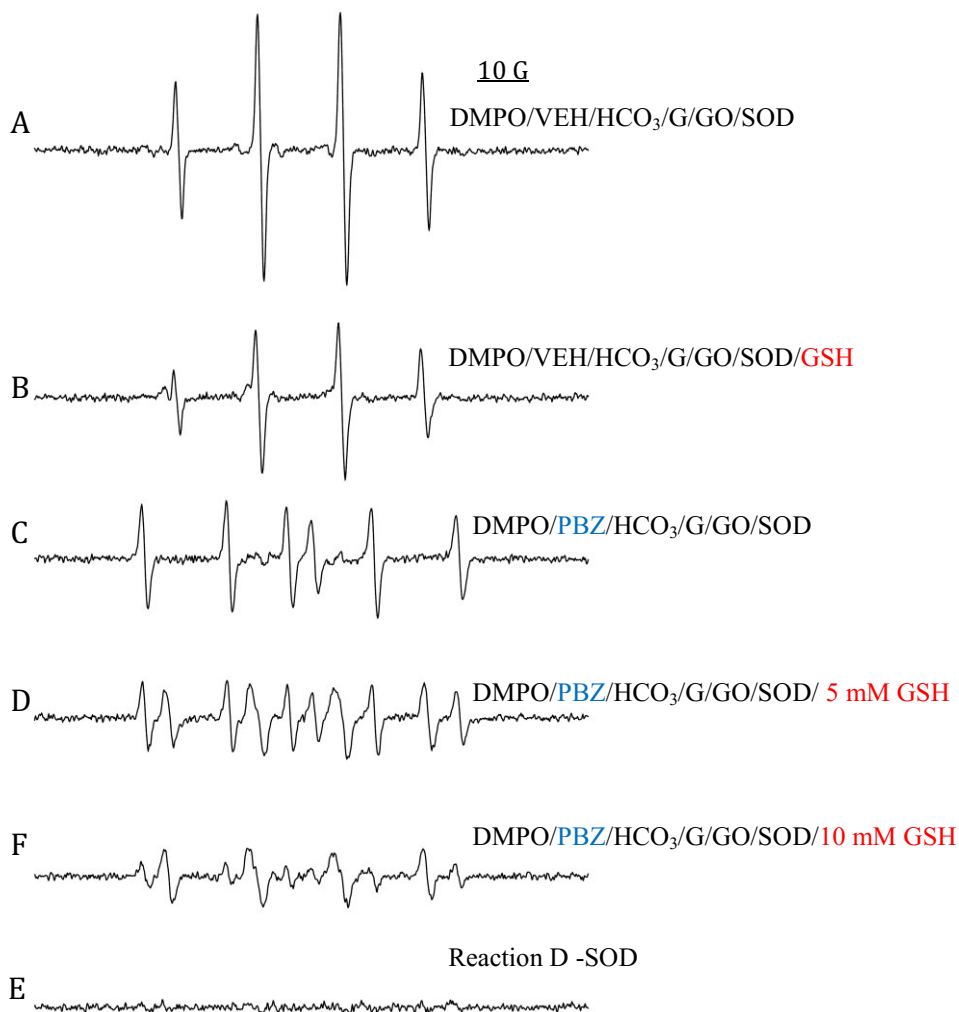 10 G
A
DMPO/VEH/HCO₃/G/GO/SOD
B
DMPO/VEH/HCO₃/G/GO/SOD/GSH
C
DMPO/PBZ/HCO₃/G/GO/SOD
D
DMPO/PBZ/HCO₃/G/GO/SOD/ 5 mM GSH
F
DMPO/PBZ/HCO₃/G/GO/SOD/10 mM GSH
Reaction D -SOD
E